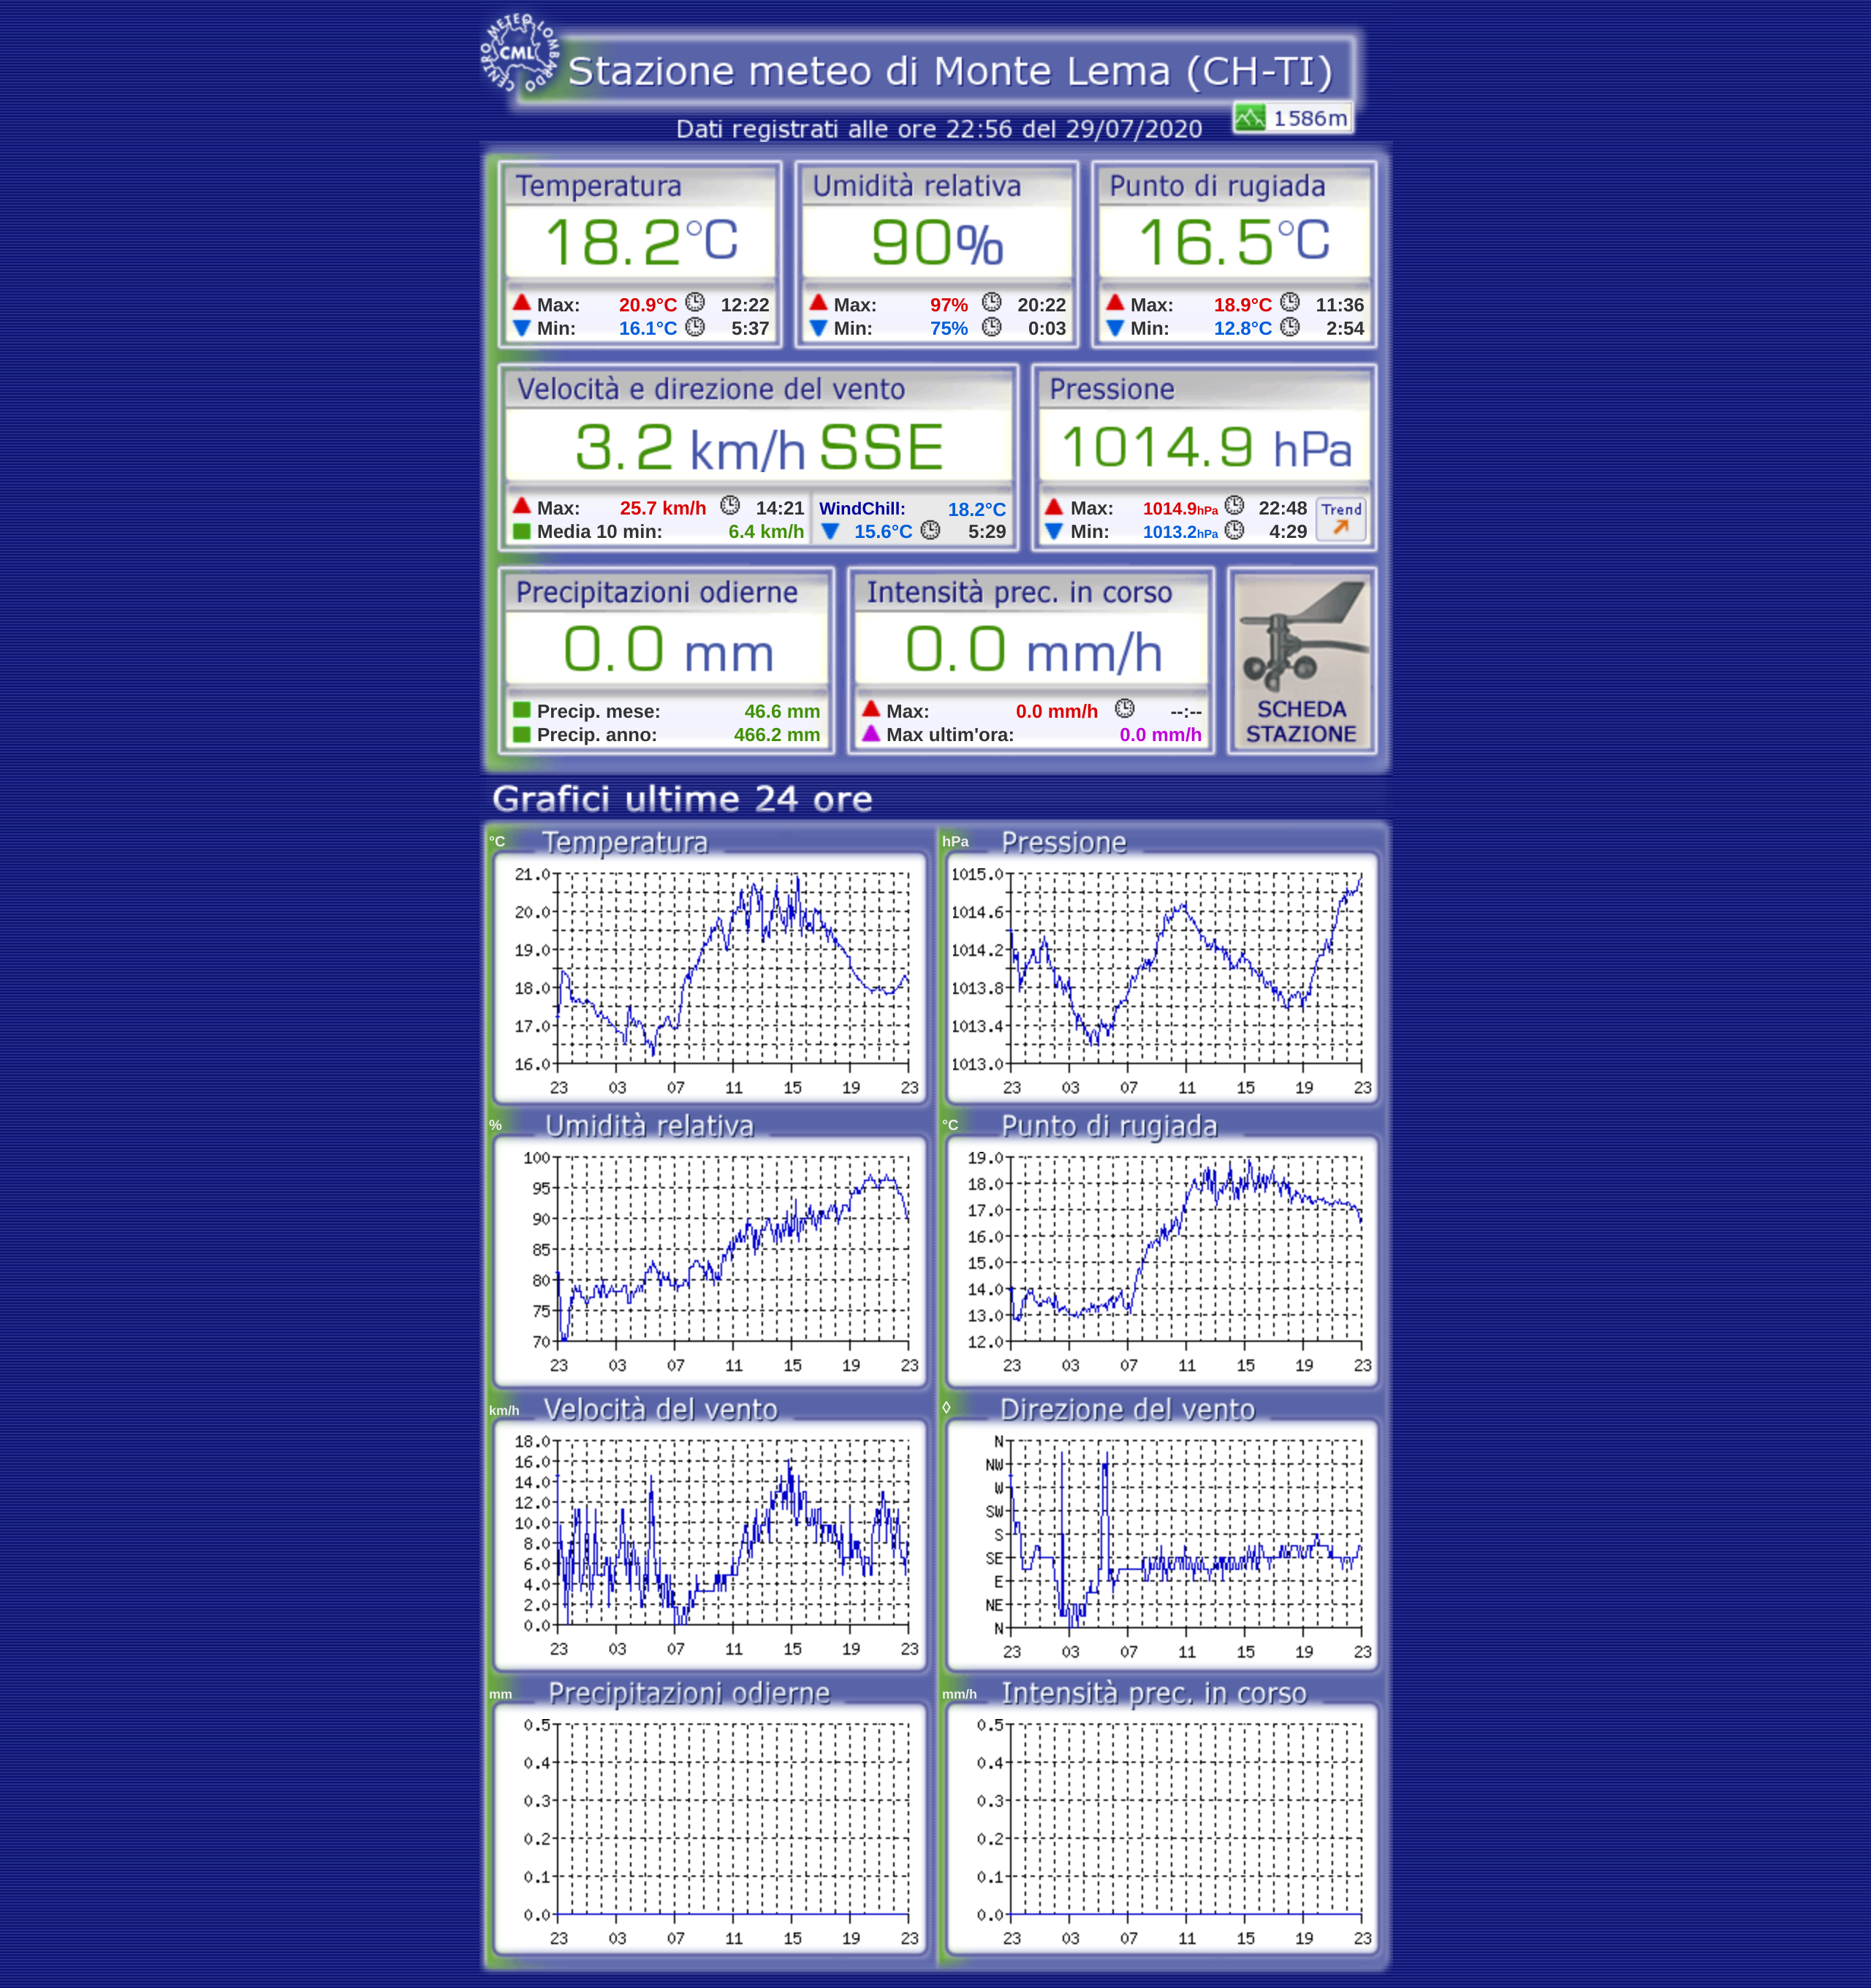 CENTRO METEO LOMBARDO
CML
Stazione meteo di Monte Lema (CH-TI)
1586m
Dati registrati alle ore 22:56 del 29/07/2020
Temperatura Umidità relativa Punto di rugiada
18.2°C 90% 16.5°C
Max: 20.9°C 12:22 Max: 97% 20:22 Max: 18.9°C 11:36
Min: 16.1°C 5:37 Min: 75% 0:03 Min: 12.8°C 2:54
Velocità e direzione del vento Pressione
3.2 km/h SSE 1014.9 hPa
Max: 25.7 km/h 14:21 WindChill: 18.2°C Max: 1014.9hPa 22:48 Trend
Media 10 min: 6.4 km/h 15.6°C 5:29 Min: 1013.2hPa 4:29
Precipitazioni odierne Intensità prec. in corso
0.0 mm 0.0 mm/h
Precip. mese: 46.6 mm Max: 0.0 mm/h --:-- SCHEDA
Precip. anno: 466.2 mm Max ultim'ora: 0.0 mm/h STAZIONE
Grafici ultime 24 ore
°C Temperatura
21.0
20.0
19.0
18.0
17.0
16.0
23 03 07 11 15 19 23
hPa Pressione
1015.0
1014.6
1014.2
1013.8
1013.4
1013.0
23 03 07 11 15 19 23
% Umidità relativa
100
95
90
85
80
75
70
23 03 07 11 15 19 23
°C Punto di rugiada
19.0
18.0
17.0
16.0
15.0
14.0
13.0
12.0
23 03 07 11 15 19 23
km/h Velocità del vento
18.0
16.0
14.0
12.0
10.0
8.0
6.0
4.0
2.0
0.0
23 03 07 11 15 19 23
◊ Direzione del vento
N
NW
W
SW
S
SE
E
NE
N
23 03 07 11 15 19 23
mm Precipitazioni odierne
0.5
0.4
0.3
0.2
0.1
0.0
23 03 07 11 15 19 23
mm/h Intensità prec. in corso
0.5
0.4
0.3
0.2
0.1
0.0
23 03 07 11 15 19 23